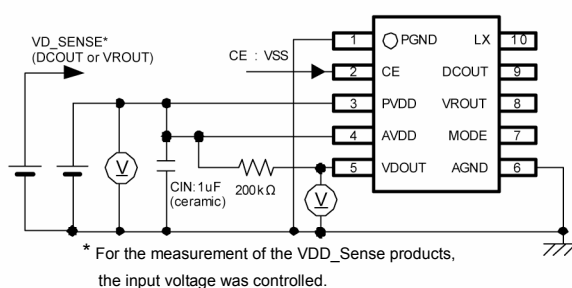 VD_SENSE*
(DCOUT or VROUT)
CE : VSS
1 PGND LX 10
2 CE DCOUT 9
3 PVDD VROUT 8
4 AVDD MODE 7
5 VDOUT AGND 6
V
CIN: 1uF
(ceramic)
200kΩ
V
* For the measurement of the VDD_Sense products,
the input voltage was controlled.